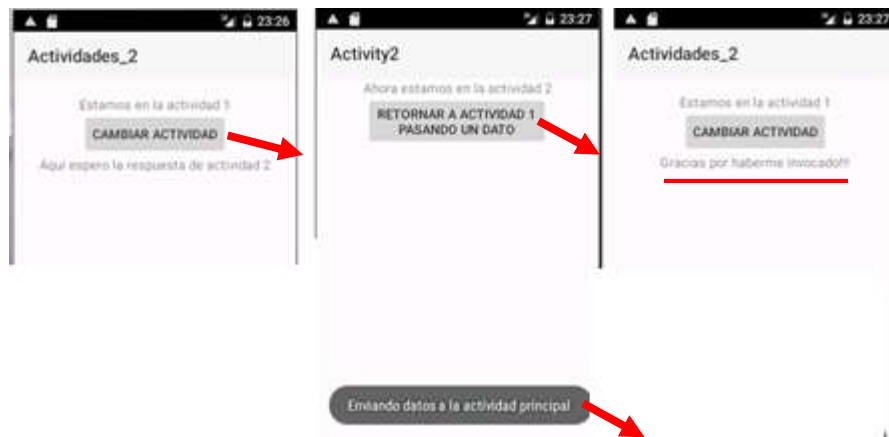 23:26
Actividades_2
Estamos en la actividad 1
CAMBIAR ACTIVIDAD
Aquí espero la respuesta de actividad 2
23:27
Activity2
Ahora estamos en la actividad 2
RETORNAR A ACTIVIDAD 1
PASANDO UN DATO
Enviando datos a la actividad principal
23:27
Actividades_2
Estamos en la actividad 1
CAMBIAR ACTIVIDAD
Gracias por haberme invocado!!!